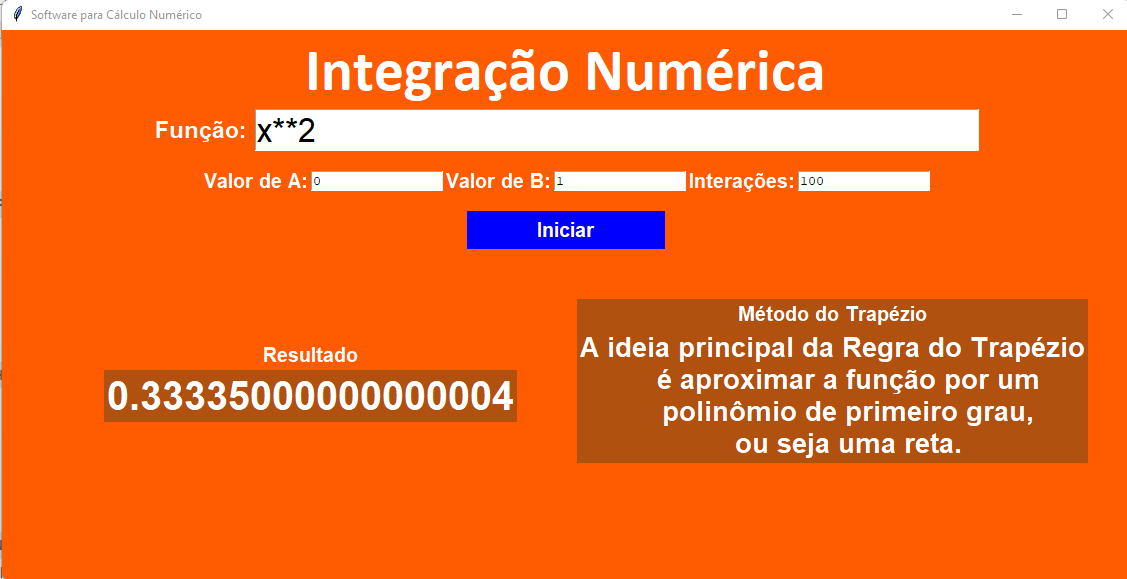 Software para Cálculo Numérico
Integração Numérica
Função: x**2
Valor de A: 0 Valor de B: 1 Interações: 100
Iniciar
Resultado
0.33335000000000004
Método do Trapézio
A ideia principal da Regra do Trapézio
é aproximar a função por um
polinômio de primeiro grau,
ou seja uma reta.